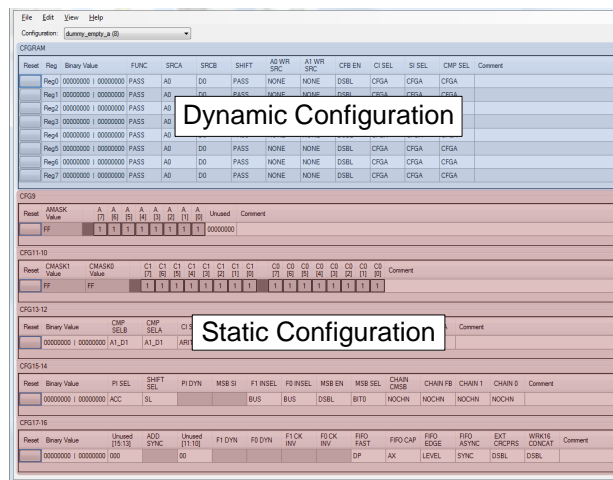 File Edit View Help
Configuration: dummy_empty_a (8)
CFGRAM
Reset Reg Binary Value FUNC SRCA SRCB SHIFT A0 WR SRC A1 WR SRC CFB EN CI SEL SI SEL CMP SEL Comment
Reg0 00000000 | 00000000 PASS A0 D0 PASS NONE NONE DSBL CFGA CFGA CFGA
Reg1 00000000 | 00000000 PASS A0 D0 PASS NONE NONE DSBL CFGA CFGA CFGA
Reg2 00000000 | 00000000 PASS
Reg3 00000000 | 00000000 PASS
Dynamic Configuration
Reg4 00000000 | 00000000 PASS A0 D0 PASS NONE NONE DSBL CFGA CFGA CFGA
Reg5 00000000 | 00000000 PASS A0 D0 PASS NONE NONE DSBL CFGA CFGA CFGA
Reg6 00000000 | 00000000 PASS A0 D0 PASS NONE NONE DSBL CFGA CFGA CFGA
Reg7 00000000 | 00000000 PASS A0 D0 PASS NONE NONE DSBL CFGA CFGA CFGA
CFG9
Reset AMASK Value A [7] A [6] A [5] A [4] A [3] A [2] A [1] A [0] Unused Comment
FF 1 1 1 1 1 1 1 1 00000000
CFG11-10
Reset CMASK1 Value CMASK0 Value C1 [7] C1 [6] C1 [5] C1 [4] C1 [3] C1 [2] C1 [1] C1 [0] C0 [7] C0 [6] C0 [5] C0 [4] C0 [3] C0 [2] C0 [1] C0 [0] Comment
FF FF 1 1 1 1 1 1 1 1 1 1 1 1 1 1 1 1
CFG13-12
Reset Binary Value CMP SELB CMP SELA CI S Comment
Static Configuration
00000000 | 00000000 A1_D1 A1_D1
CFG15-14
Reset Binary Value PI SEL SHIFT SEL PI DYN MSB SI F1 INSEL F0 INSEL MSB EN MSB SEL CHAIN CMSB CHAIN FB CHAIN 1 CHAIN 0 Comment
00000000 | 00000000 ACC SL BUS BUS DSBL BIT0 NOCHN NOCHN NOCHN NOCHN
CFG17-16
Reset Binary Value Unused [15:13] ADD SYNC Unused [11:10] F1 DYN F0 DYN F1 CK INV F0 CK INV FIFO FAST FIFO CAP FIFO EDGE FIFO ASYNC EXT CRCPRS WRK16 CONCAT Comment
00000000 | 00000000 000 00 DP AX LEVEL SYNC DSBL DSBL